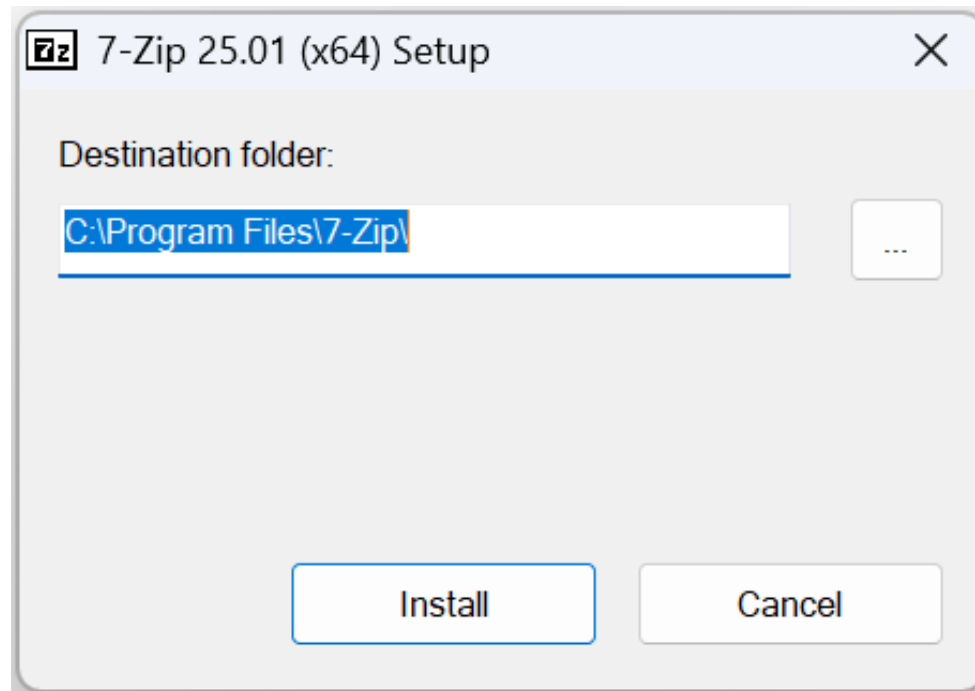 7z 7-Zip 25.01 (x64) Setup
Destination folder:
C:\Program Files\7-Zip\
...
Install Cancel